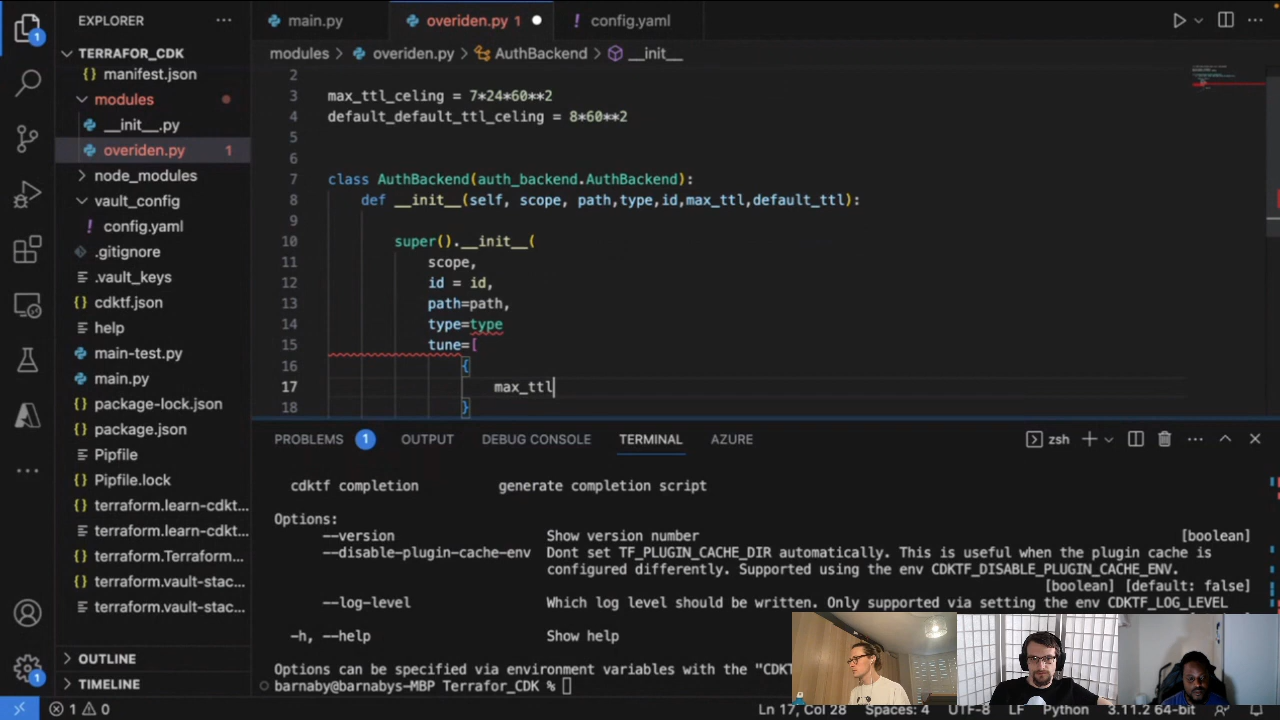 EXPLORER
main.py
overiden.py 1
config.yaml
TERRAFOR_CDK
modules > overiden.py > AuthBackend > __init__
manifest.json
modules
__init__.py
overiden.py 1
node_modules
vault_config
config.yaml
.gitignore
.vault_keys
cdktf.json
help
main-test.py
main.py
package-lock.json
package.json
Pipfile
Pipfile.lock
terraform.learn-cdkt...
terraform.learn-cdkt...
terraform.Terraform...
terraform.vault-stac...
terraform.vault-stac...
OUTLINE
TIMELINE
2
3 max_ttl_celing = 7*24*60**2
4 default_default_ttl_celing = 8*60**2
5
6
7 class AuthBackend(auth_backend.AuthBackend):
8 def __init__(self, scope, path,type,id,max_ttl,default_ttl):
9
10 super().__init__(
11 scope,
12 id = id,
13 path=path,
14 type=type
15 tune=[
16 {
17 max_ttl
18 }
PROBLEMS 1 OUTPUT DEBUG CONSOLE TERMINAL AZURE zsh
cdktf completion generate completion script
Options:
--version Show version number [boolean]
--disable-plugin-cache-env Dont set TF_PLUGIN_CACHE_DIR automatically. This is useful when the plugin cache is
configured differently. Supported using the env CDKTF_DISABLE_PLUGIN_CACHE_ENV.
[boolean] [default: false]
--log-level Which log level should be written. Only supported via setting the env CDKTF_LOG_LEVEL
-h, --help Show help
Options can be specified via environment variables with the "CDKT
barnaby@barnabys-MBP Terrafor_CDK %
1 0 Ln 17, Col 28 Spaces: 4 UTF-8 LF Python 3.11.2 64-bit